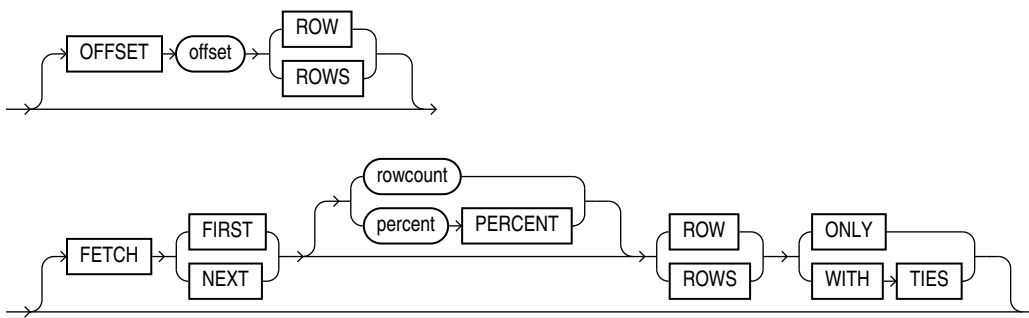 OFFSET offset ROW
ROWS
rowcount
percent PERCENT
FETCH FIRST
NEXT
ROW
ROWS
ONLY
WITH TIES